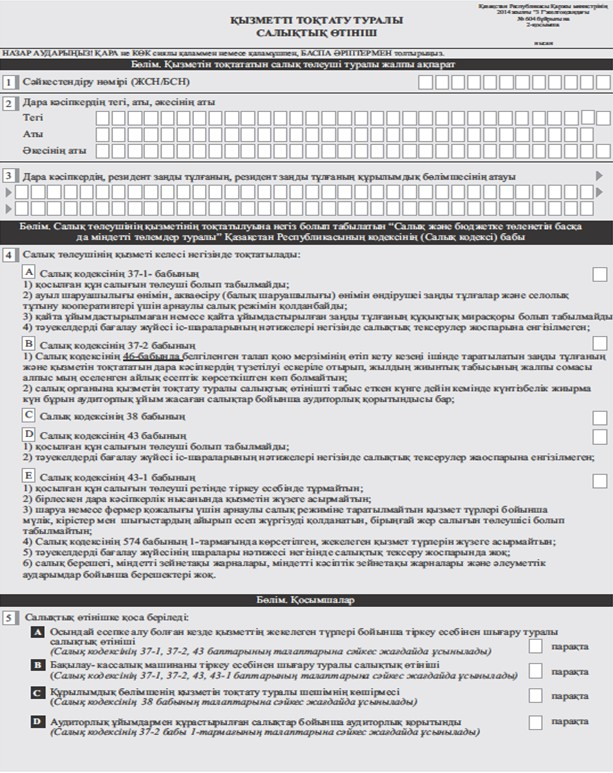 Қазақстан Республикасы Қаржы министрінің
2014 жылғы "31"желтоқсандағы
№ 604 бұйрығына
2-қосымша
нысан
ҚЫЗМЕТТІ ТОҚТАТУ ТУРАЛЫ
САЛЫҚТЫҚ ӨТІНІШ
НАЗАР АУДАРЫҢЫЗ! ҚАРА не КӨК сиялы қаламмен немесе қаламұшпен, БАСПА ӘРІПТЕРМЕН толтырыңыз.
Бөлім. Қызметін тоқтататын салық төлеуші туралы жалпы ақпарат
1 Сәйкестендіру нөмірі (ЖСН/БСН)
2 Дара кәсіпкердің тегі, аты, әкесінің аты
Тегі
Аты
Әкесінің аты
3 Дара кәсіпкердің, резидент заңды тұлғаның, резидент заңды тұлғаның құрылымдық бөлімшесінің атауы
Бөлім. Салық төлеушінің қызметінің тоқтатылуына негіз болып табылатын "Салық және бюджетке төленетін басқа
да міндетті төлемдер туралы" Қазақстан Республикасының кодексінің (Салық кодексі) бабы
4 Салық төлеушінің қызметі келесі негізінде тоқтатылады:
A Салық кодексінің 37-1- бабының
1) қосылған құн салығын төлеуші болып табылмайды;
2) ауыл шаруашылығы өнімін, акваөсіру (балық шаруашылығы) өнімін өндірушісі заңды тұлғалар және селолық
тұтыну кооперативтері үшін арнаулы салық режімін қолданбайды;
3) қайта ұйымдастырылмаған немесе қайта ұйымдастырылған заңды тұлғаның құқықтық мирасқоры болып табылмайды
4) тәуекелдерді бағалау жүйесі іс-шараларының нәтижелері негізінде салықтық тексерулер жоспарына енгізілмеген;
B Салық кодексінің 37-2 бабының
1) Салық кодексінің 46-бабында белгіленген талап қою мерзімінің өтіп кету кезеңі ішінде таратылатын заңды тұлғаның
және қызметін тоқтататын дара кәсіпкердің түзетілуі ескеріле отырып, жылдың жиынтық табысының жалпы сомасы
алпыс мың еселенген айлық есептік көрсеткіштен көп болмайтын;
2) салық органына қызметін тоқтату туралы салықтық өтінішті табыс еткен күнге дейін кемінде күнтізбелік жиырма
күн бұрын аудиторлық ұйым жасаған салықтар бойынша аудиторлық қорытындысы бар;
C Салық кодексінің 38 бабының
D Салық кодексінің 43 бабының
1) қосылған құн салығын төлеуші болып табылмайды;
2) тәуекелдерді бағалау жүйесі іс-шараларының нәтижелері негізінде салықтық тексерулер жаоспарына енгізілмеген;
E Салық кодексінің 43-1 бабының
1) қосылған құн салығын төлеуші ретінде тіркеу есебінде тұрмайтын;
2) бірлескен дара кәсіпкерлік нысанында қызметін жүзеге асырмайтын;
3) шаруа немесе фермер қожалығы үшін арнаулы салық режиміне таратылмайтын қызмет түрлері бойынша
мүлік, кірістер мен шығыстардың айырып есеп жүргізуді қолданатын, бірыңғай жер салығын төлеушісі болып
табылмайтын;
4) Салық кодексінің 574 бабының 1-тармағында көрсетілген, жекелеген қызмет түрлерін жүзеге асырмайтын;
5) тәуекелдерді бағалау жүйесінің шаралары нәтижесі негізінде салықтық тексеру жоспарында жоқ;
6) салық берешегі, міндетті зейнетақы жарналары, міндетті кәсіптік зейнетақы жарналары және әлеуметтік
аударымдар бойынша берешектері жоқ.
Бөлім. Қосымшалар
5 Салықтық өтінішке қоса беріледі:
A Осындай есепке алу болған кезде қызметтің жекелеген түрлері бойынша тіркеу есебінен шығару туралы
салықтық өтініші парақта
(Салық кодексінің 37-1, 37-2, 43 баптарының талаптарына сәйкес жағдайда ұсынылады)
B Бақылау- кассалық машинаны тіркеу есебінен шығару туралы салықтық өтініші парақта
(Салық кодексінің 37-1, 37-2, 43, 43-1 баптарының талаптарына сәйкес жағдайда ұсынылады)
C Құрылымдық бөлімшенің қызметін тоқтату туралы шешімнің көшірмесі парақта
(Салық кодексінің 38 бабының талаптарына сәйкес жағдайда ұсынылады)
D Аудиторлық ұйымдармен құрастырылған салықтар бойынша аудиторлық қорытынды парақта
(Салық кодексінің 37-2 бабы 1-тармағының талаптарына сәйкес жағдайда ұсынылады)